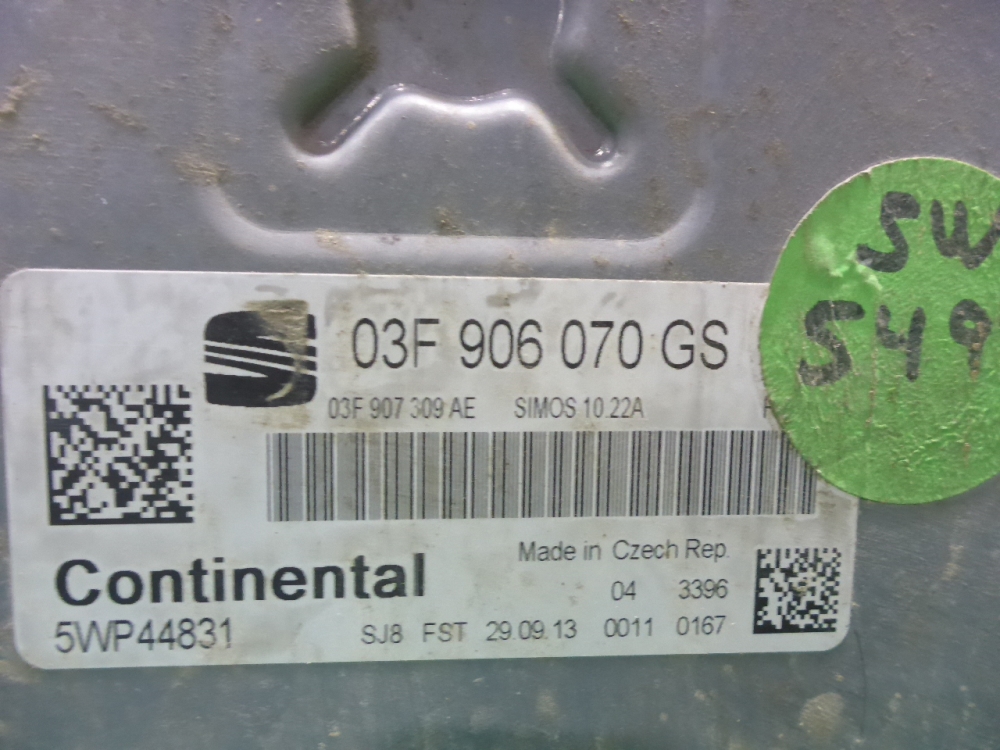 03F 906 070 GS
03F 907 309 AE SIMOS 10.22A
Made in Czech Rep.
Continental
04 3396
5WP44831
SJ8 FST 29.09.13 0011 0167
SW
549